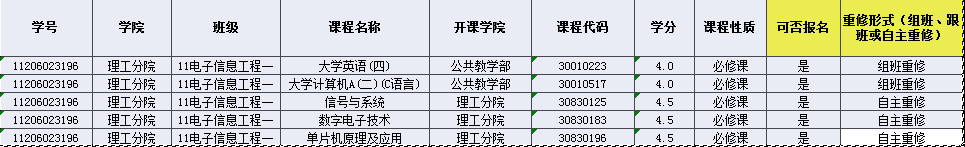 学号 学院 班级 课程名称 开课学院 课程代码 学分 课程性质 可否报名 重修形式（组班、跟班或自主重修）
11206023196 理工分院 11电子信息工程一 大学英语(四) 公共教学部 30010223 4.0 必修课 是 组班重修
11206023196 理工分院 11电子信息工程一 大学计算机A(二)(C语言) 公共教学部 30010517 4.0 必修课 是 组班重修
11206023196 理工分院 11电子信息工程一 信号与系统 理工分院 30830125 4.5 必修课 是 自主重修
11206023196 理工分院 11电子信息工程一 数字电子技术 理工分院 30830183 4.5 必修课 是 自主重修
11206023196 理工分院 11电子信息工程一 单片机原理及应用 理工分院 30830196 4.5 必修课 是 自主重修